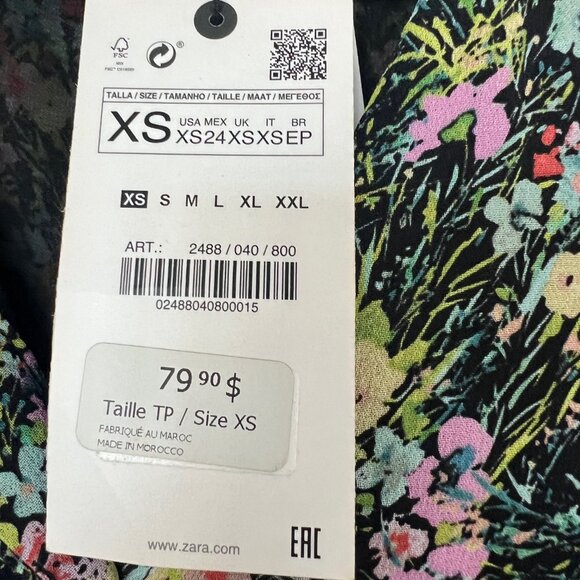 FSC
TALLA / SIZE / TAMANHO / TAILLE / MAAT / ΜΕΓΕΘΟΣ
XS
USA MEX UK IT BR
XS 24 XS XS EP
XS S M L XL XXL
ART.: 2488 / 040 / 800
02488040800015
79 90 $
Taille TP / Size XS
FABRIQUÉ AU MAROC
MADE IN MOROCCO
www.zara.com
EAC